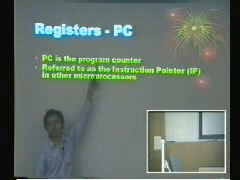 Registers - PC
• PC is the program counter
• Referred to as the Instruction Pointer (IP)
in other microprocessors